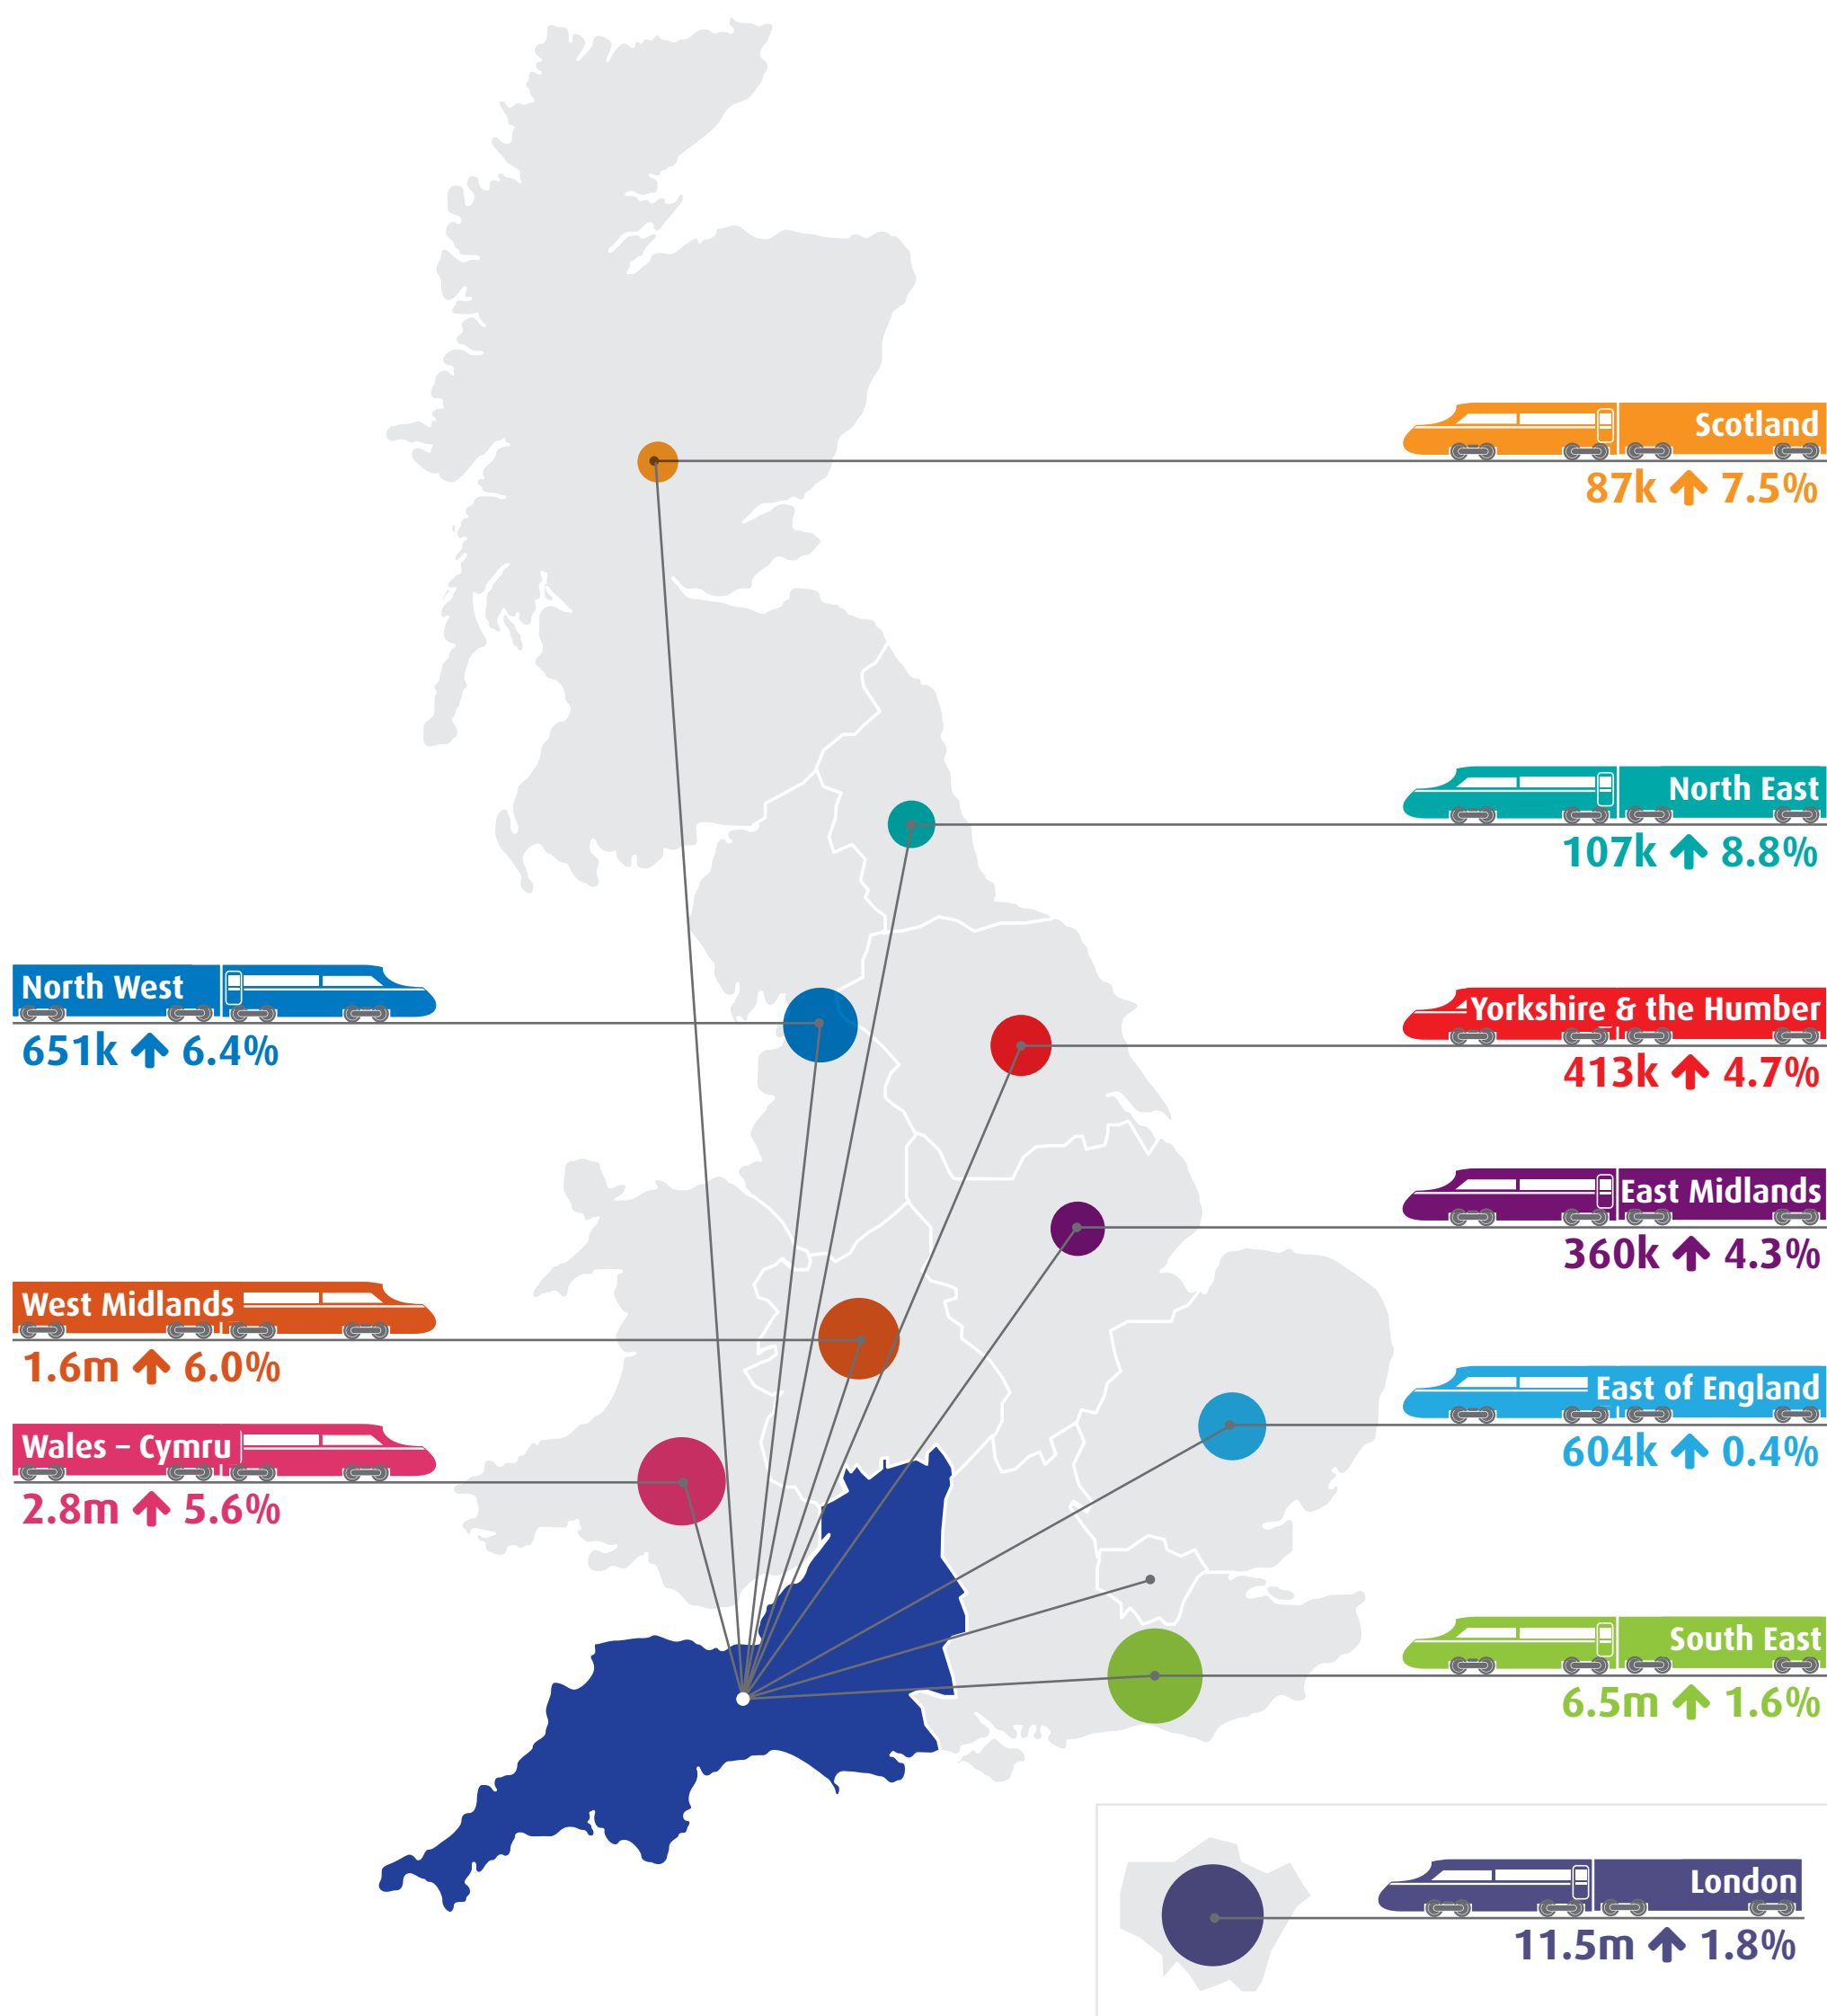 Scotland
87k ↑ 7.5%
North East
107k ↑ 8.8%
North West
651k ↑ 6.4%
Yorkshire & the Humber
413k ↑ 4.7%
East Midlands
360k ↑ 4.3%
West Midlands
1.6m ↑ 6.0%
East of England
604k ↑ 0.4%
Wales – Cymru
2.8m ↑ 5.6%
South East
6.5m ↑ 1.6%
London
11.5m ↑ 1.8%